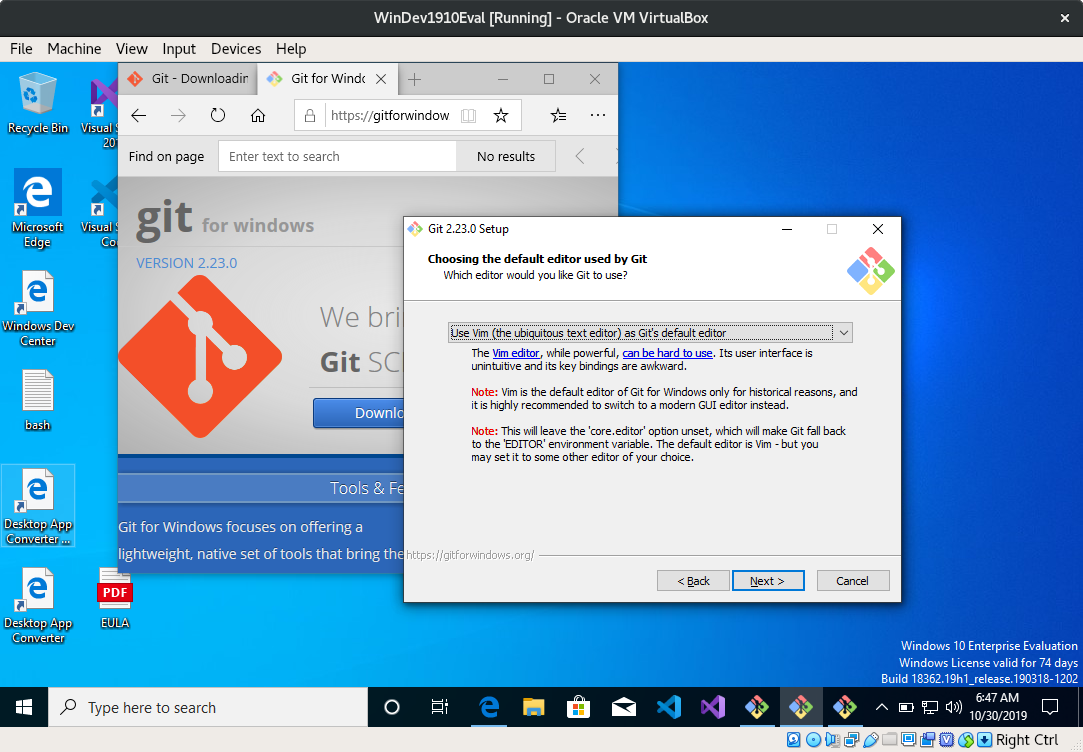 WinDev1910Eval [Running] - Oracle VM VirtualBox
File Machine View Input Devices Help
Git - Downloadin
Git for Windo
https://gitforwindow
Find on page
Enter text to search
No results
Recycle Bin
Visual S
20
Microsoft
Edge
Visual S
Co
Windows Dev
Center
bash
Desktop App
Converter ...
Desktop App
Converter
PDF
EULA
git for windows
VERSION 2.23.0
We bri
Git SC
Downlo
Tools & Fe
Git for Windows focuses on offering a
lightweight, native set of tools that bring the
Git 2.23.0 Setup
Choosing the default editor used by Git
Which editor would you like Git to use?
Use Vim (the ubiquitous text editor) as Git's default editor
The Vim editor, while powerful, can be hard to use. Its user interface is
unintuitive and its key bindings are awkward.
Note: Vim is the default editor of Git for Windows only for historical reasons, and
it is highly recommended to switch to a modern GUI editor instead.
Note: This will leave the 'core.editor' option unset, which will make Git fall back
to the 'EDITOR' environment variable. The default editor is Vim - but you
may set it to some other editor of your choice.
https://gitforwindows.org/
< Back
Next >
Cancel
Windows 10 Enterprise Evaluation
Windows License valid for 74 days
Build 18362.19h1_release.190318-1202
Type here to search
6:47 AM
10/30/2019
Right Ctrl